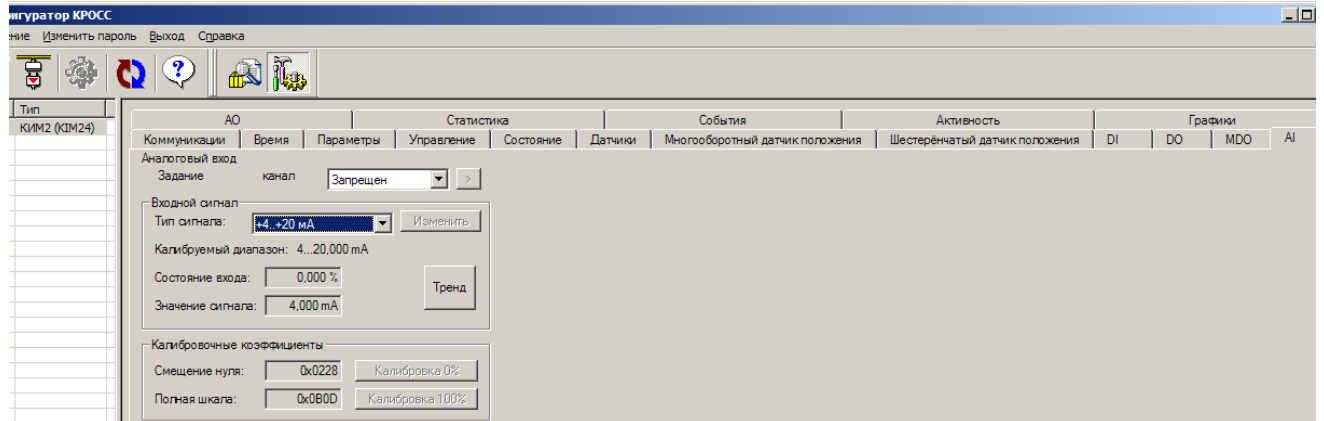 игуратор КРОСС
ние Изменить пароль Выход Справка
Тип
КИМ2 (KIM24)
АО Статистика События Активность Графики
Коммуникации Время Параметры Управление Состояние Датчики Многооборотный датчик положения Шестерёнчатый датчик положения DI DO MDO AI
Аналоговый вход
Задание канал Запрещен >
Входной сигнал
Тип сигнала: +4..+20 мА Изменить
Калибруемый диапазон: 4...20,000 mA
Состояние входа: 0,000 %
Тренд
Значение сигнала: 4,000 mA
Калибровочные коэффициенты
Смещение нуля: 0x0228 Калибровка 0%
Полная шкала: 0x0B0D Калибровка 100%